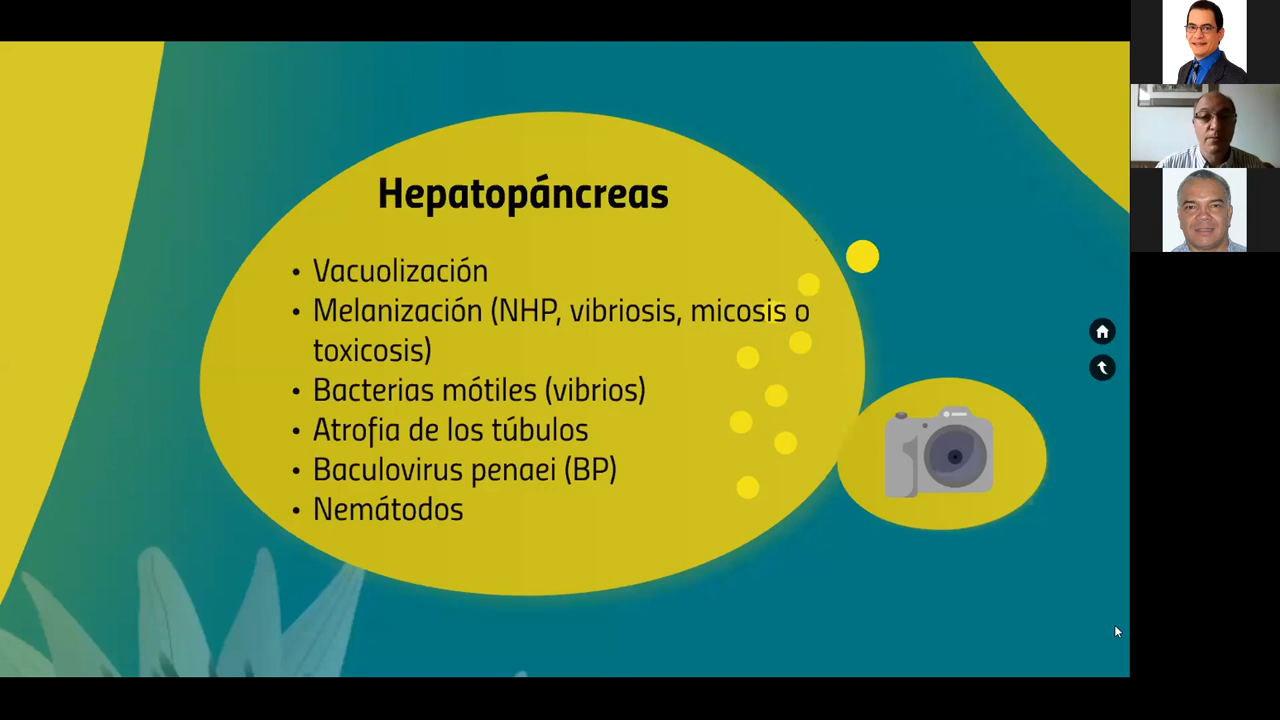 Hepatopáncreas
• Vacuolización
• Melanización (NHP, vibriosis, micosis o
toxicosis)
• Bacterias mótiles (vibrios)
• Atrofia de los túbulos
• Baculovirus penaei (BP)
• Nemátodos